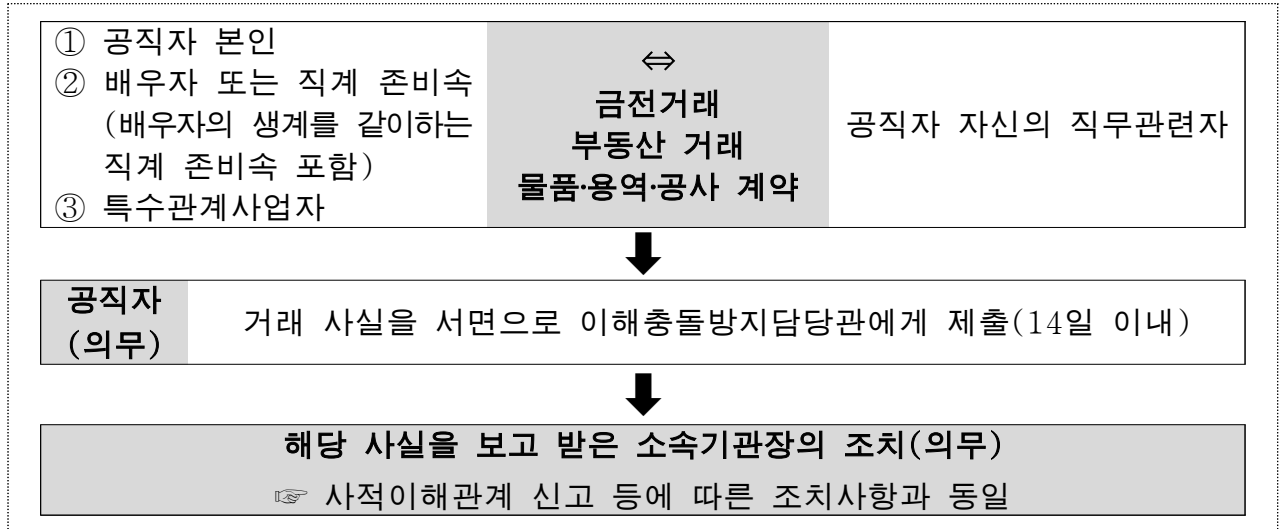 ① 공직자 본인
② 배우자 또는 직계 존비속
(배우자의 생계를 같이하는
직계 존비속 포함)
③ 특수관계사업자
⇔
금전거래
부동산 거래
물품·용역·공사 계약
공직자 자신의 직무관련자
공직자
(의무)
거래 사실을 서면으로 이해충돌방지담당관에게 제출(14일 이내)
해당 사실을 보고 받은 소속기관장의 조치(의무)
☞ 사적이해관계 신고 등에 따른 조치사항과 동일